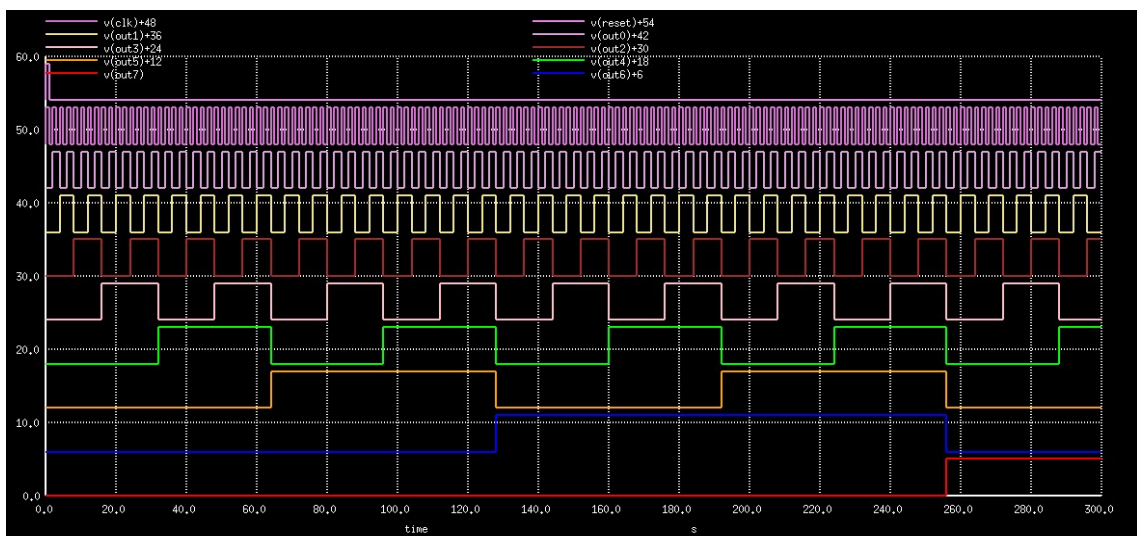 v(clk)+48 v(reset)+54
v(out1)+36 v(out0)+42
v(out3)+24 v(out2)+30
60.0 v(out5)+12 v(out4)+18
v(out7) v(out6)+6
50.0
40.0
30.0
20.0
10.0
0.0
0.0 20.0 40.0 60.0 80.0 100.0 120.0 140.0 160.0 180.0 200.0 220.0 240.0 260.0 280.0 300.0
time s